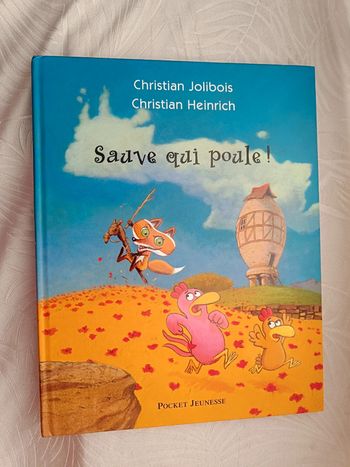 Christian Jolibois
Christian Heinrich
Sauve qui poule !
POCKET JEUNESSE